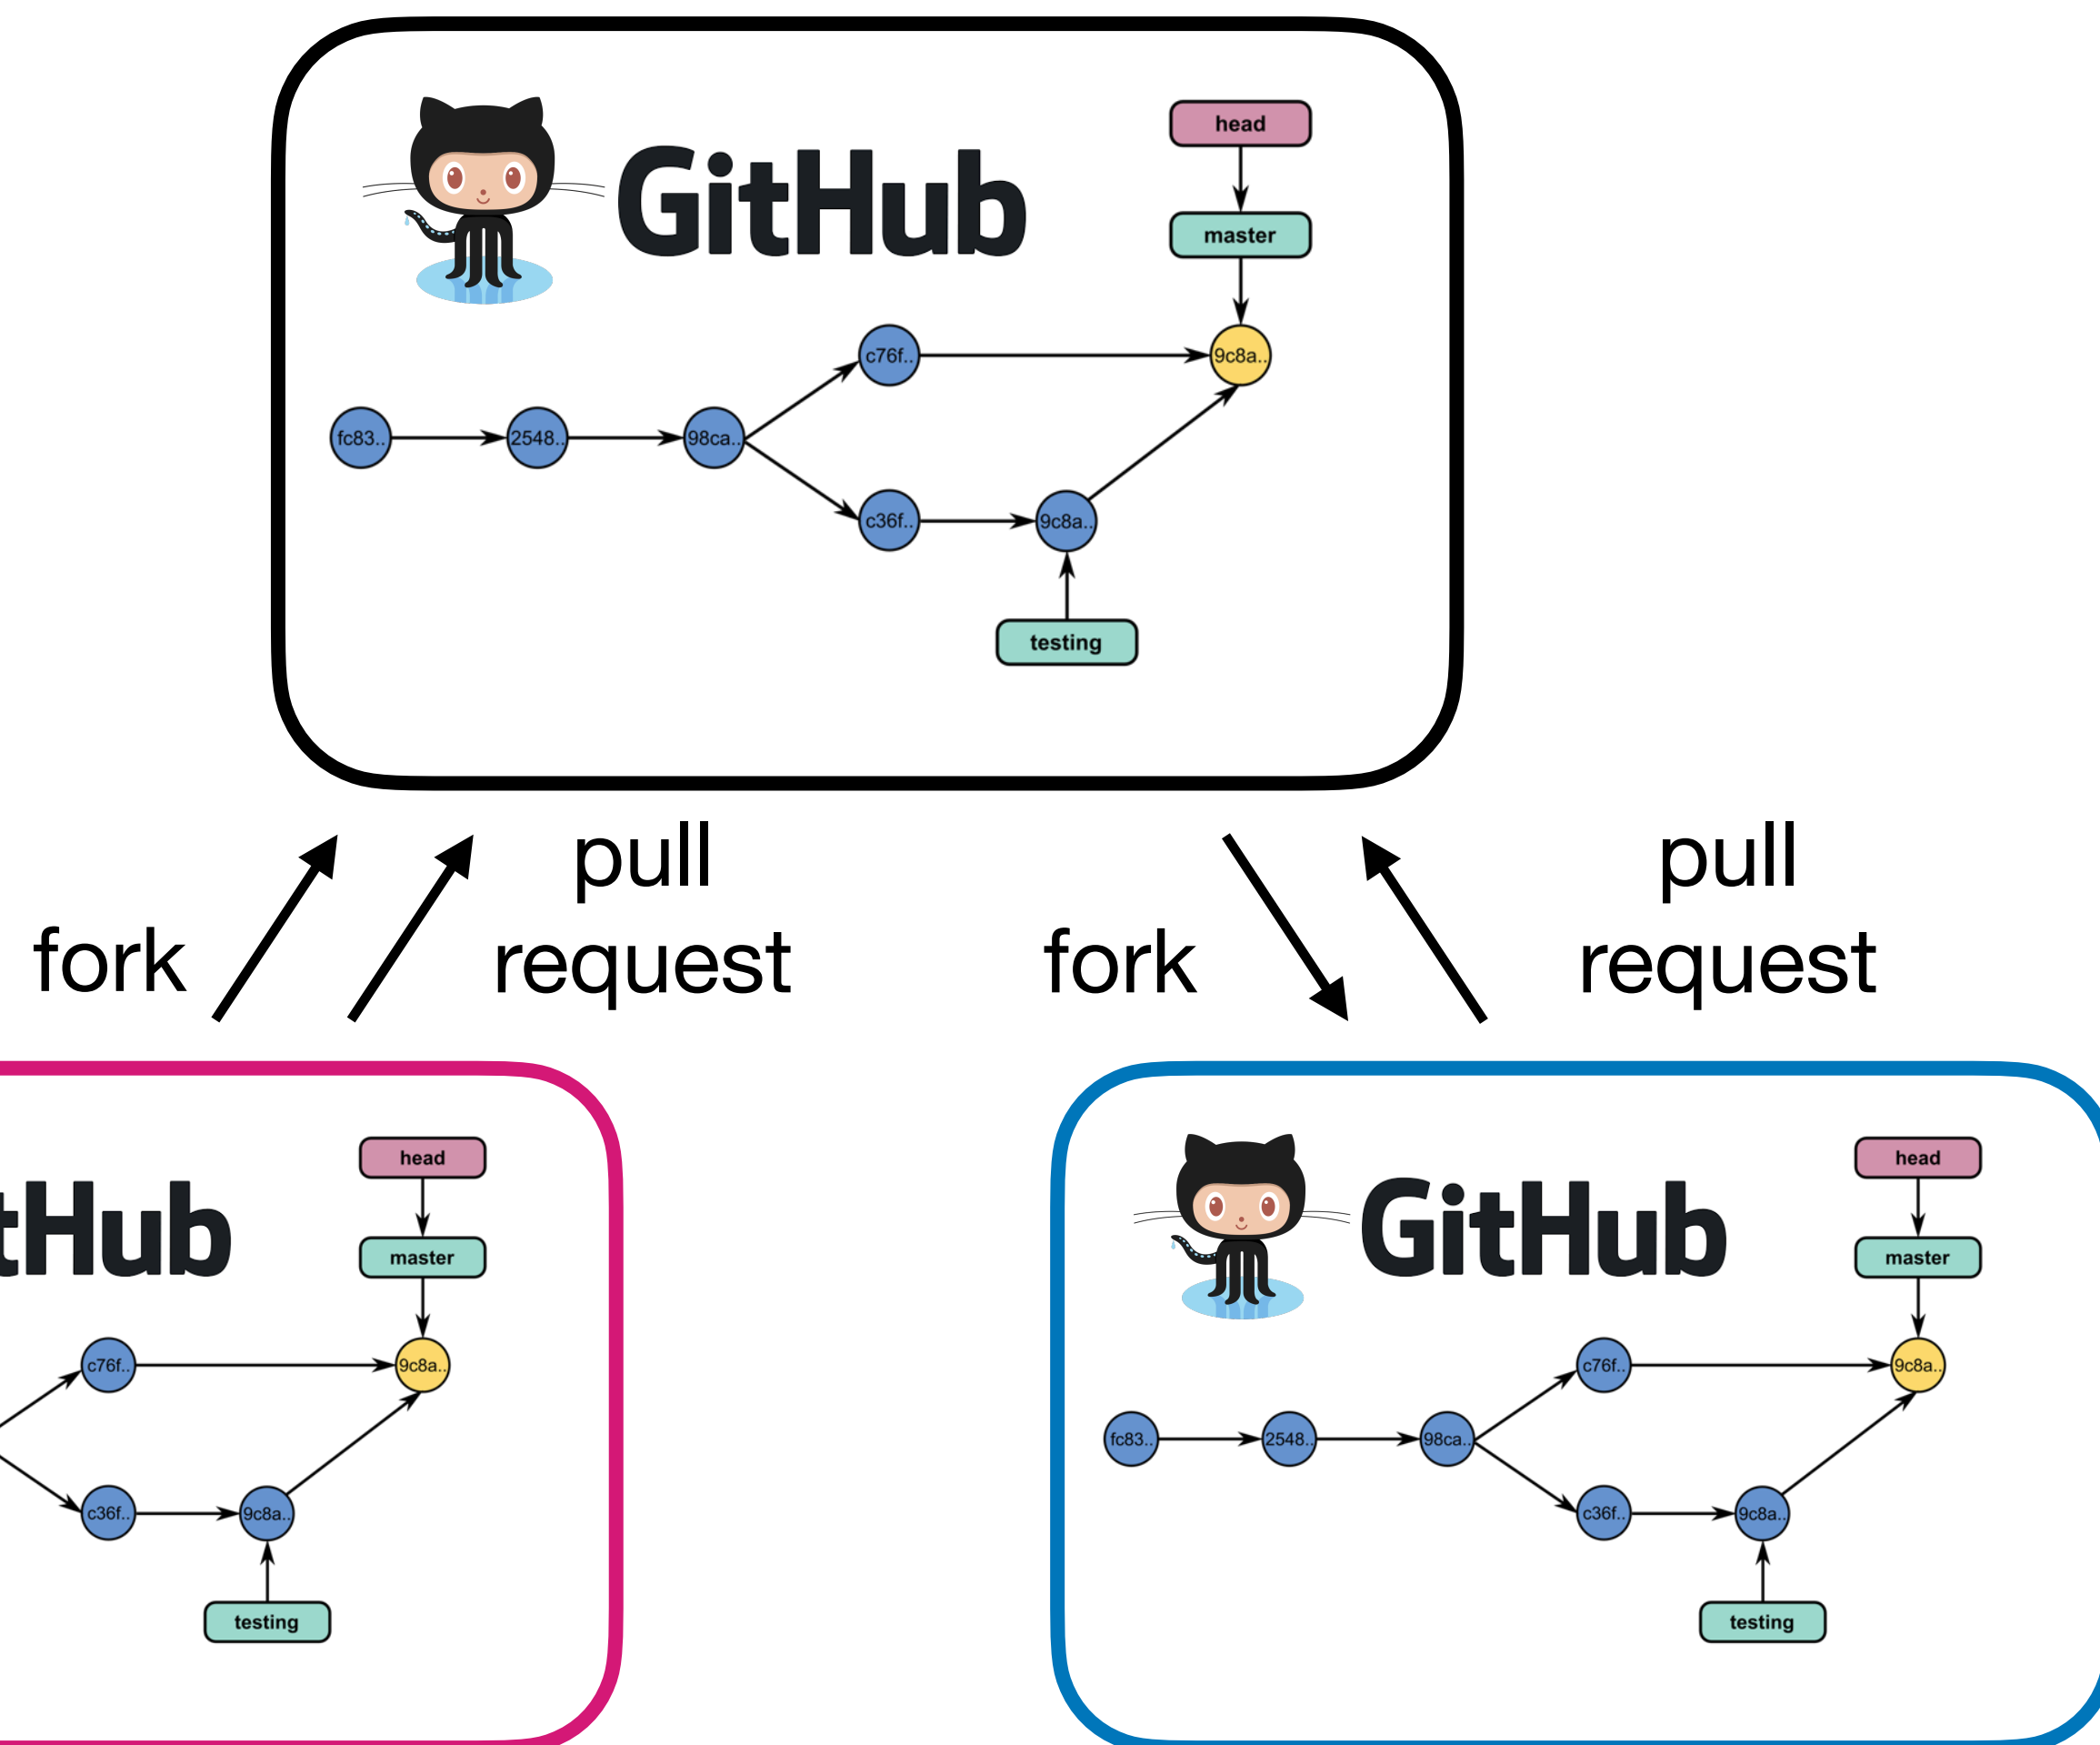 GitHub
head
master
c76f..
9c8a..
fc83..
2548..
98ca..
c36f..
9c8a..
testing
fork
pull
request
fork
pull
request
tHub
head
master
c76f..
9c8a..
c36f..
9c8a..
testing
GitHub
head
master
c76f..
9c8a..
fc83..
2548..
98ca..
c36f..
9c8a..
testing